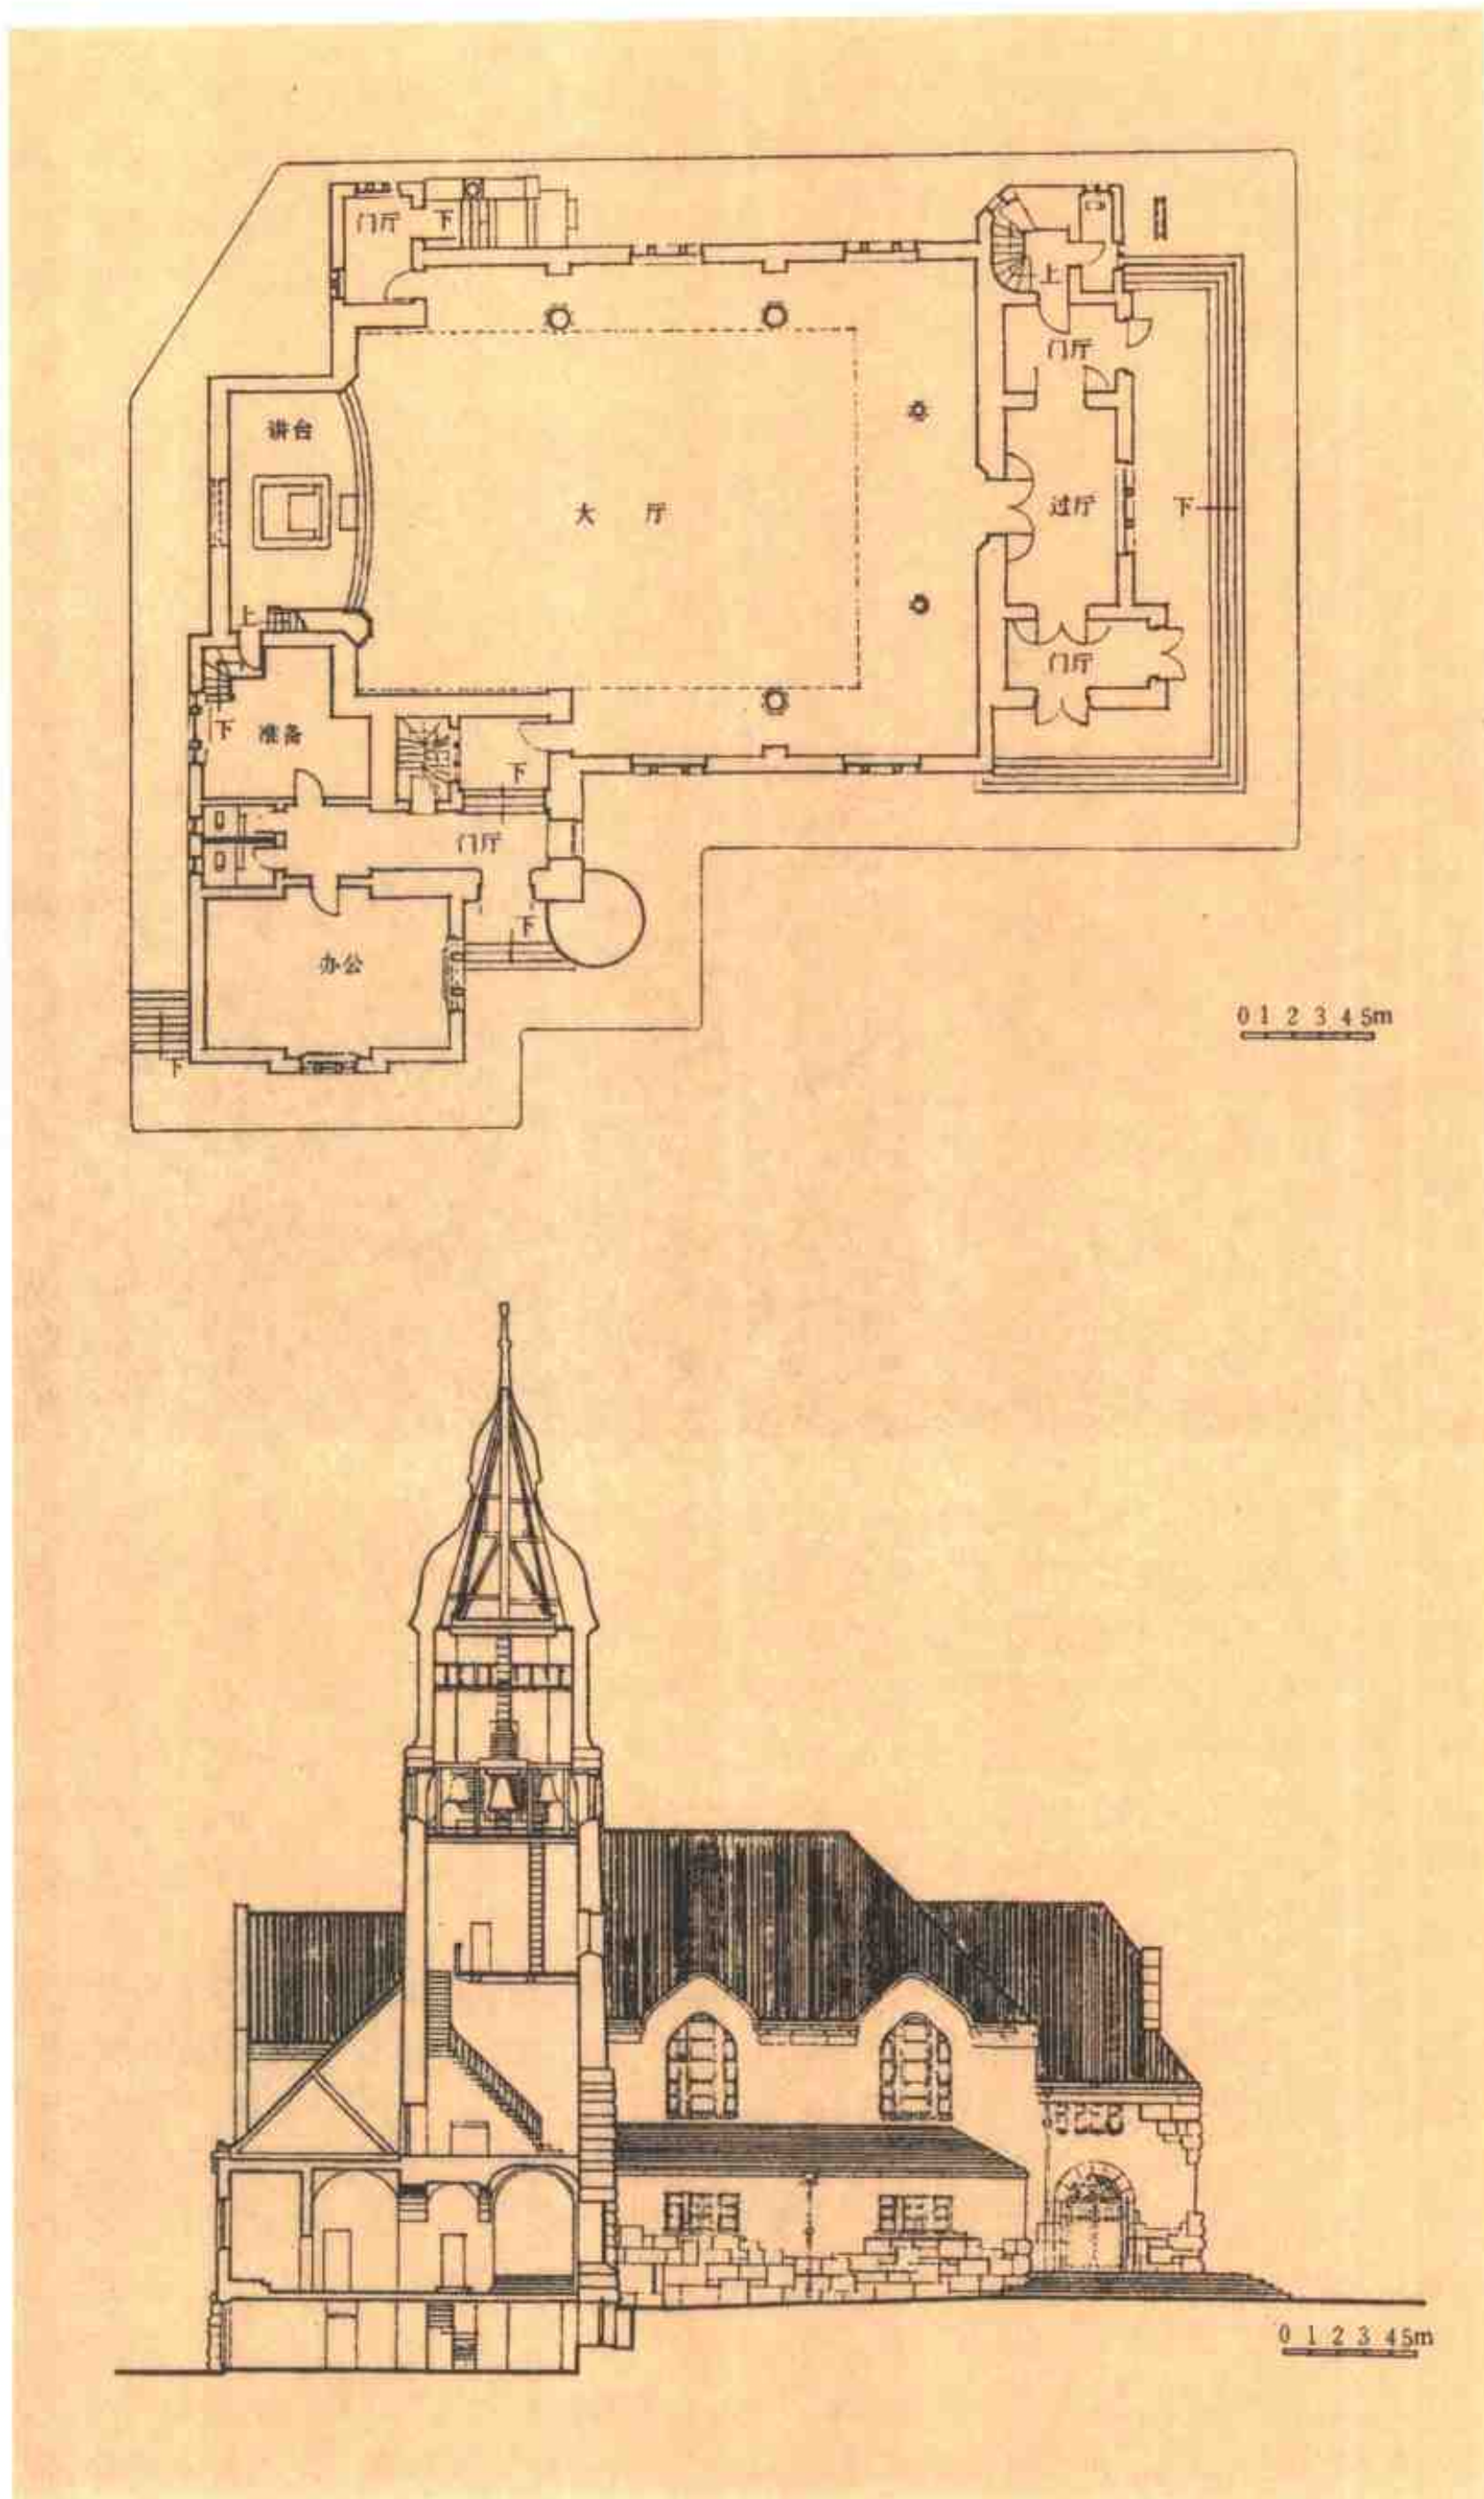 门厅 下
上
门厅
讲台
大 厅
过厅 下
上
门厅
下 准备
下
门厅
下
办公
下
0 1 2 3 4 5m
0 1 2 3 4 5m